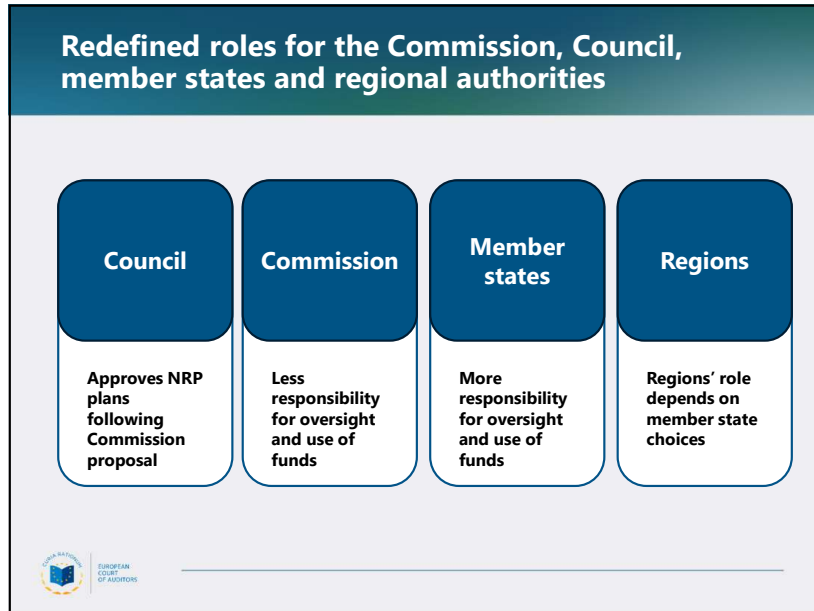 Redefined roles for the Commission, Council,
member states and regional authorities
Council
Approves NRP
plans
following
Commission
proposal
Commission
Less
responsibility
for oversight
and use of
funds
Member
states
More
responsibility
for oversight
and use of
funds
Regions
Regions’ role
depends on
member state
choices
CURIA RATIONUM
EUROPEAN
COURT
OF AUDITORS